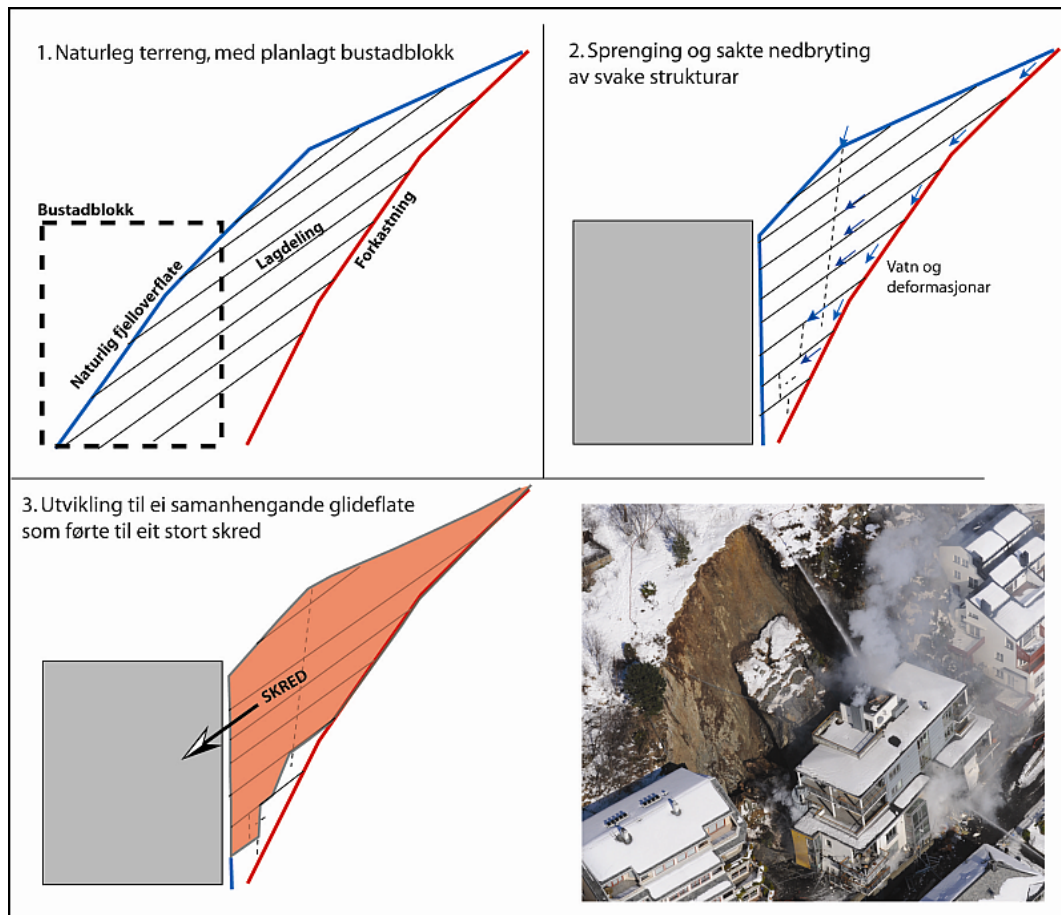 1. Naturleg terreng, med planlagt bustadblokk
Bustadblokk
Naturlig fjelloverflate
Lagdeling
Forkastning
2. Sprenging og sakte nedbryting
av svake strukturar
Vatn og
deformasjonar
3. Utvikling til ei samanhengande glideflate
som førte til eit stort skred
SKRED